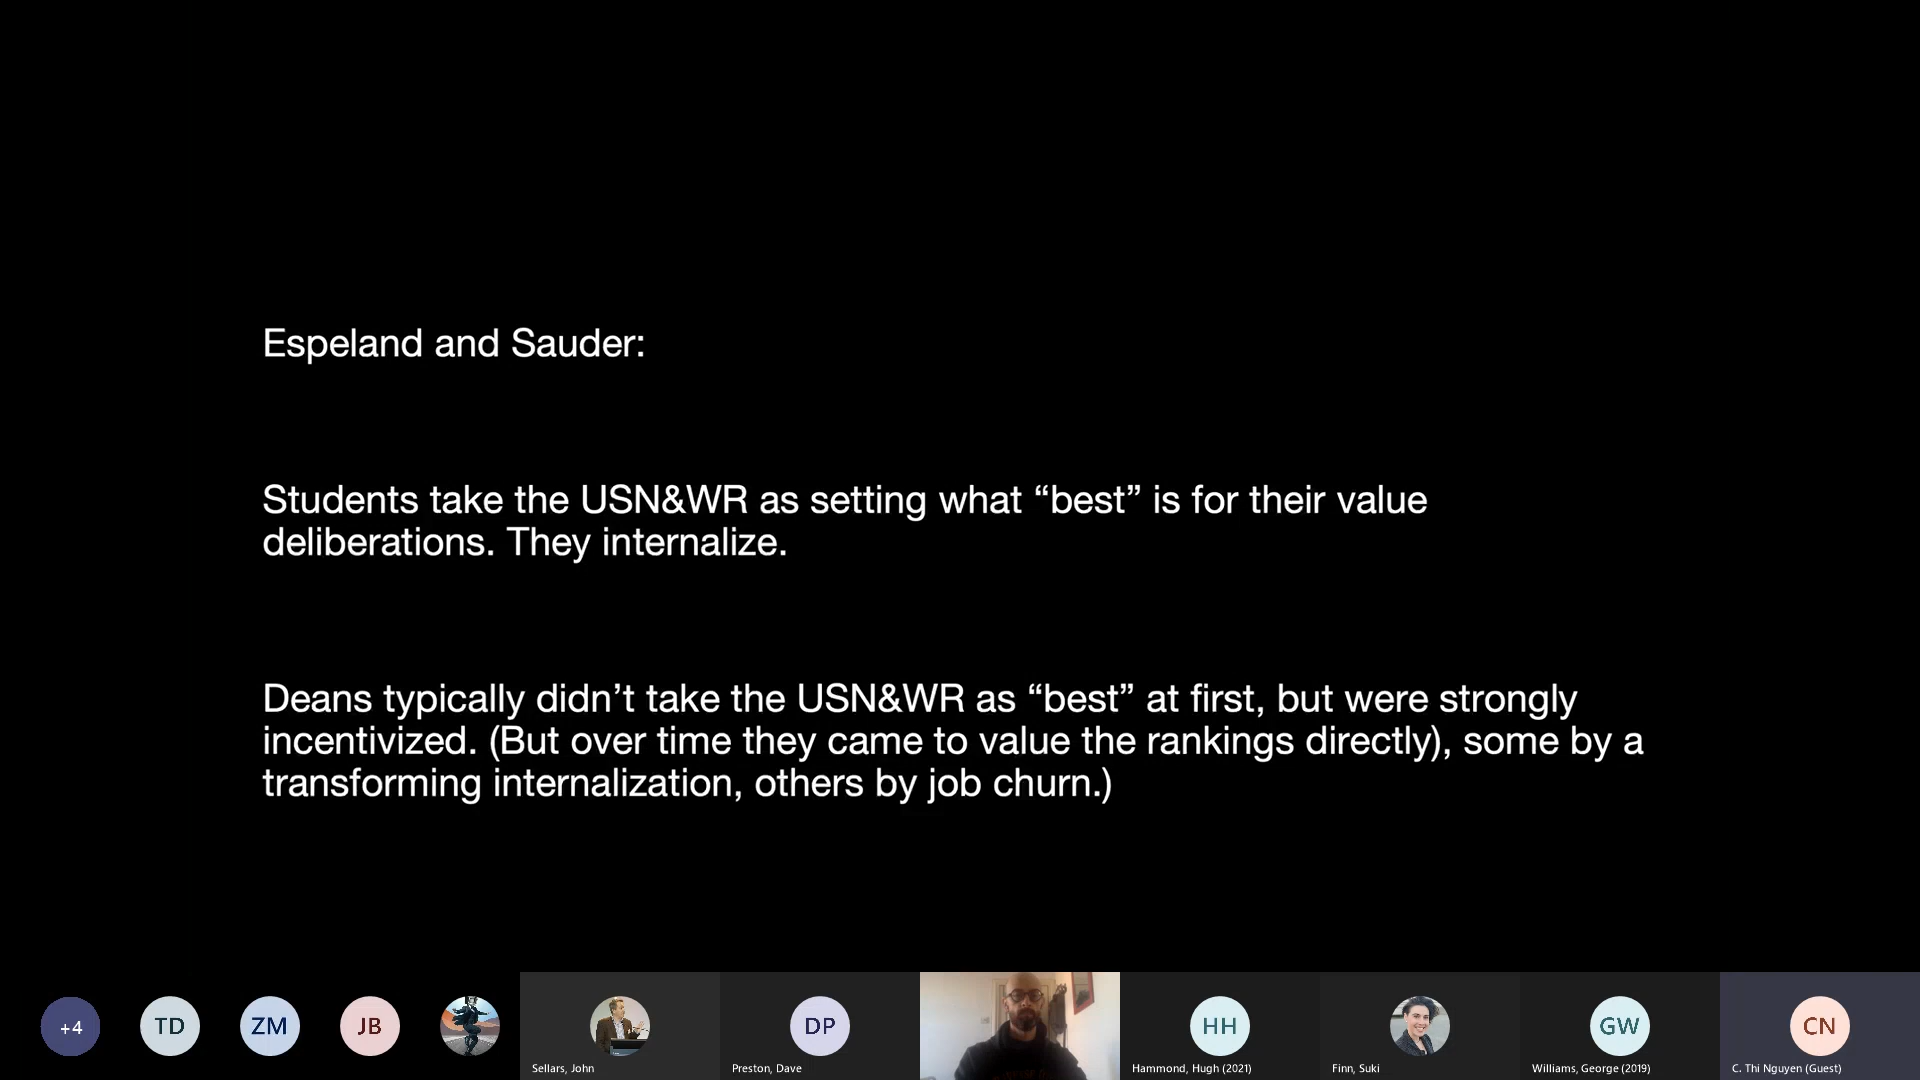 Espeland and Sauder:
Students take the USN&WR as setting what “best” is for their value
deliberations. They internalize.
Deans typically didn’t take the USN&WR as “best” at first, but were strongly
incentivized. (But over time they came to value the rankings directly), some by a
transforming internalization, others by job churn.)
+4
TD
ZM
JB
Sellars, John
DP
Preston, Dave
HH
Hammond, Hugh (2021)
Finn, Suki
GW
Williams, George (2019)
CN
C. Thi Nguyen (Guest)